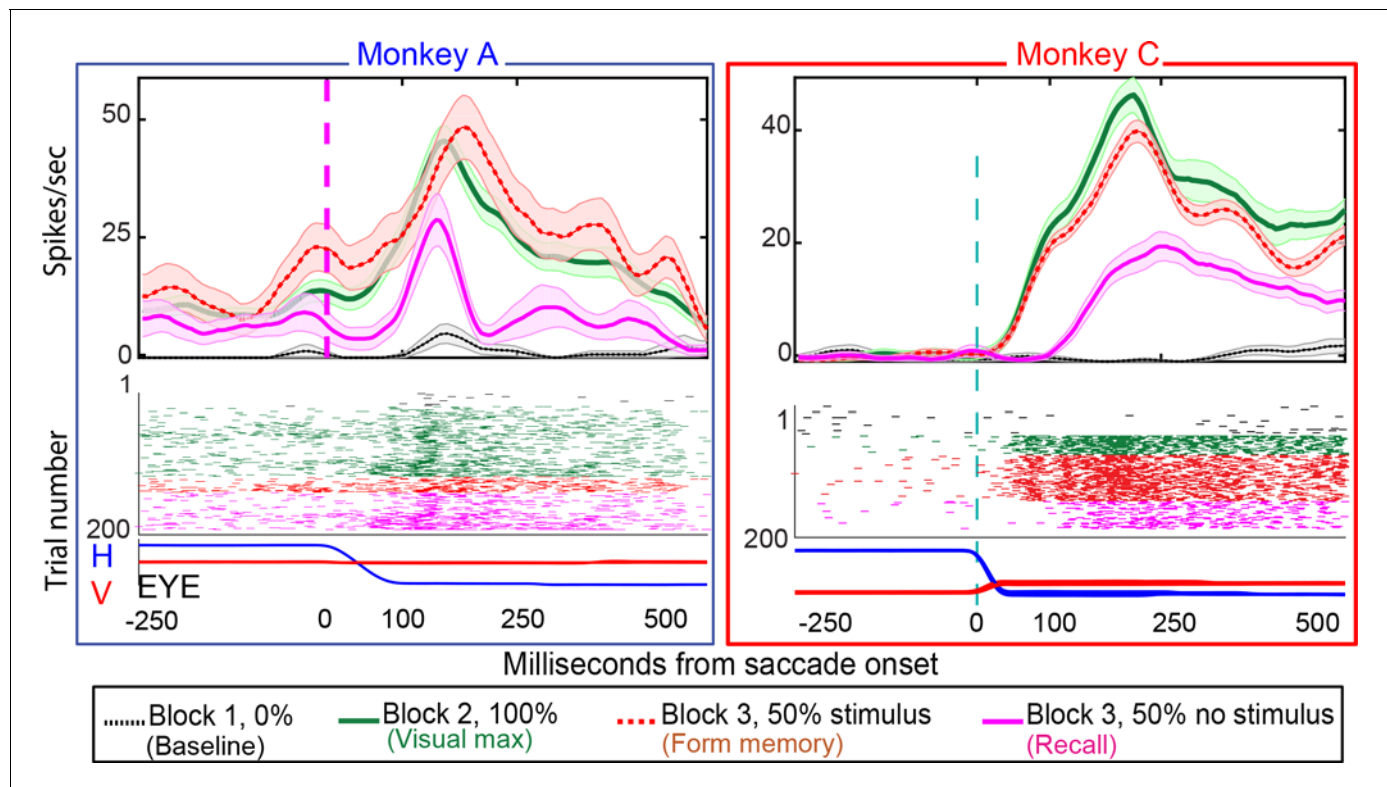 Monkey A
Monkey C
Spikes/sec
50
25
0
40
20
0
Trial number
1
200
1
200
H
V
EYE
-250 0 100 250 500
-250 0 100 250 500
Milliseconds from saccade onset
Block 1, 0%
(Baseline)
Block 2, 100%
(Visual max)
Block 3, 50% stimulus
(Form memory)
Block 3, 50% no stimulus
(Recall)